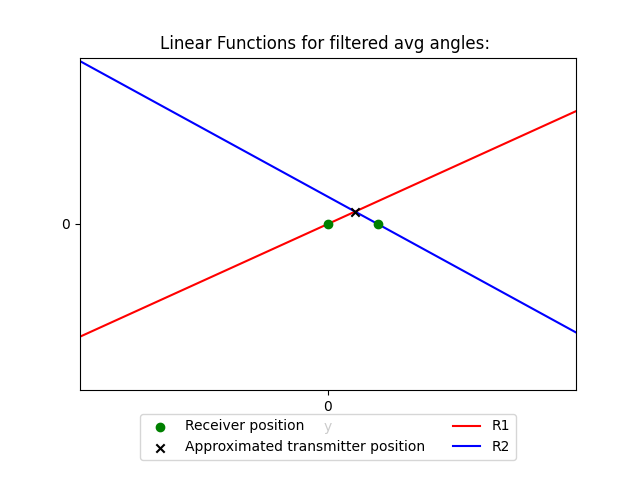 Linear Functions for filtered avg angles:
0
0
y
Receiver position
Approximated transmitter position
R1
R2